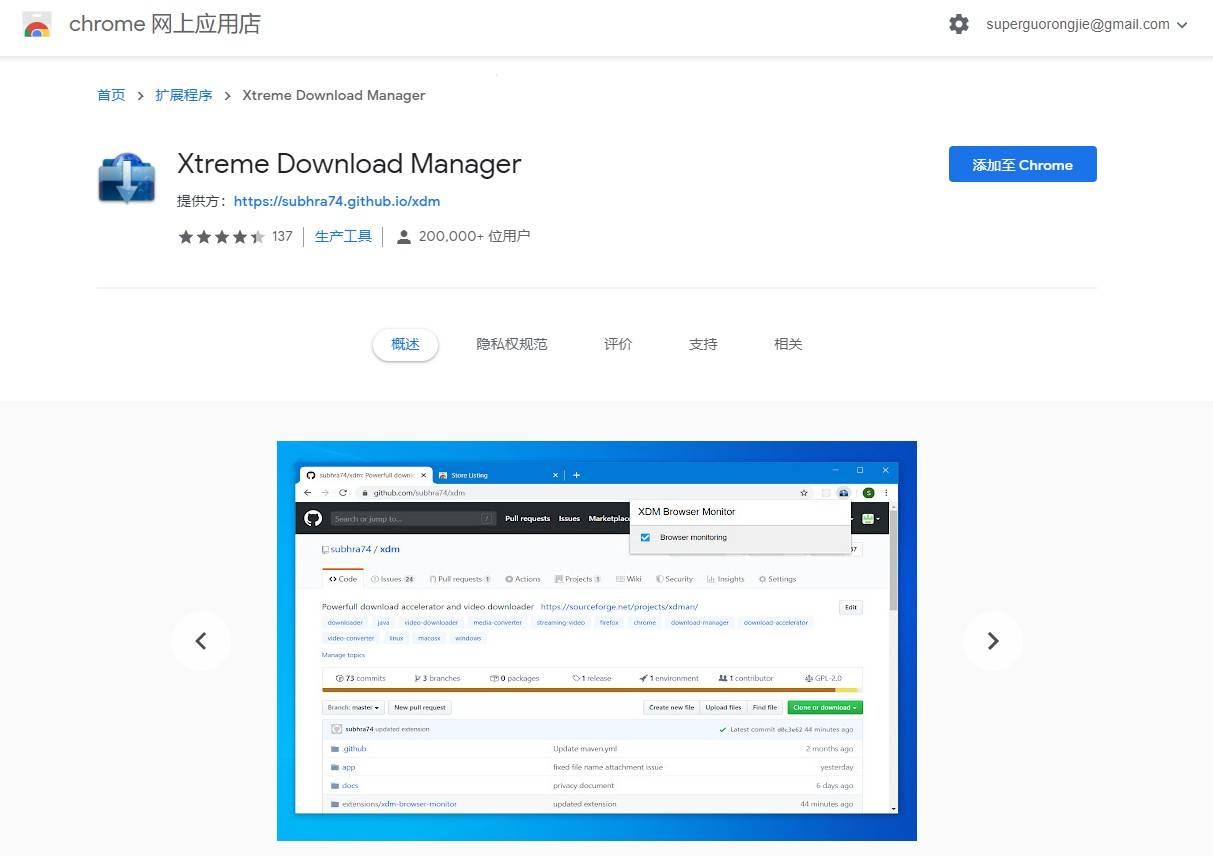 chrome 网上应用店
superguorongjie@gmail.com
首页 > 扩展程序 > Xtreme Download Manager
Xtreme Download Manager
添加至 Chrome
提供方： https://subhra74.github.io/xdm
137 生产工具 200,000+ 位用户
概述 隐私权规范 评价 支持 相关
subhra74/xdm: Powerfull downlo Store Listing
github.com/subhra74/xdm S
Search or jump to... / Pull requests Issues Marketplace
XDM Browser Monitor
Browser monitoring
subhra74 / xdm 37
Code Issues 24 Pull requests 1 Actions Projects 1 Wiki Security Insights Settings
Powerfull download accelerator and video downloader https://sourceforge.net/projects/xdman/ Edit
downloader java video-downloader media-converter streaming-video firefox chrome download-manager download-accelerator
video-converter linux macosx windows
Manage topics
73 commits 3 branches 0 packages 1 release 1 environment 1 contributor GPL-2.0
Branch: master New pull request Create new file Upload files Find file Clone or download
subhra74 updated extension Latest commit d8c3e62 44 minutes ago
.github Update maven.yml 2 months ago
app fixed file name attachment issue yesterday
docs privacy document 6 days ago
extensions/xdm-browser-monitor updated extension 44 minutes ago